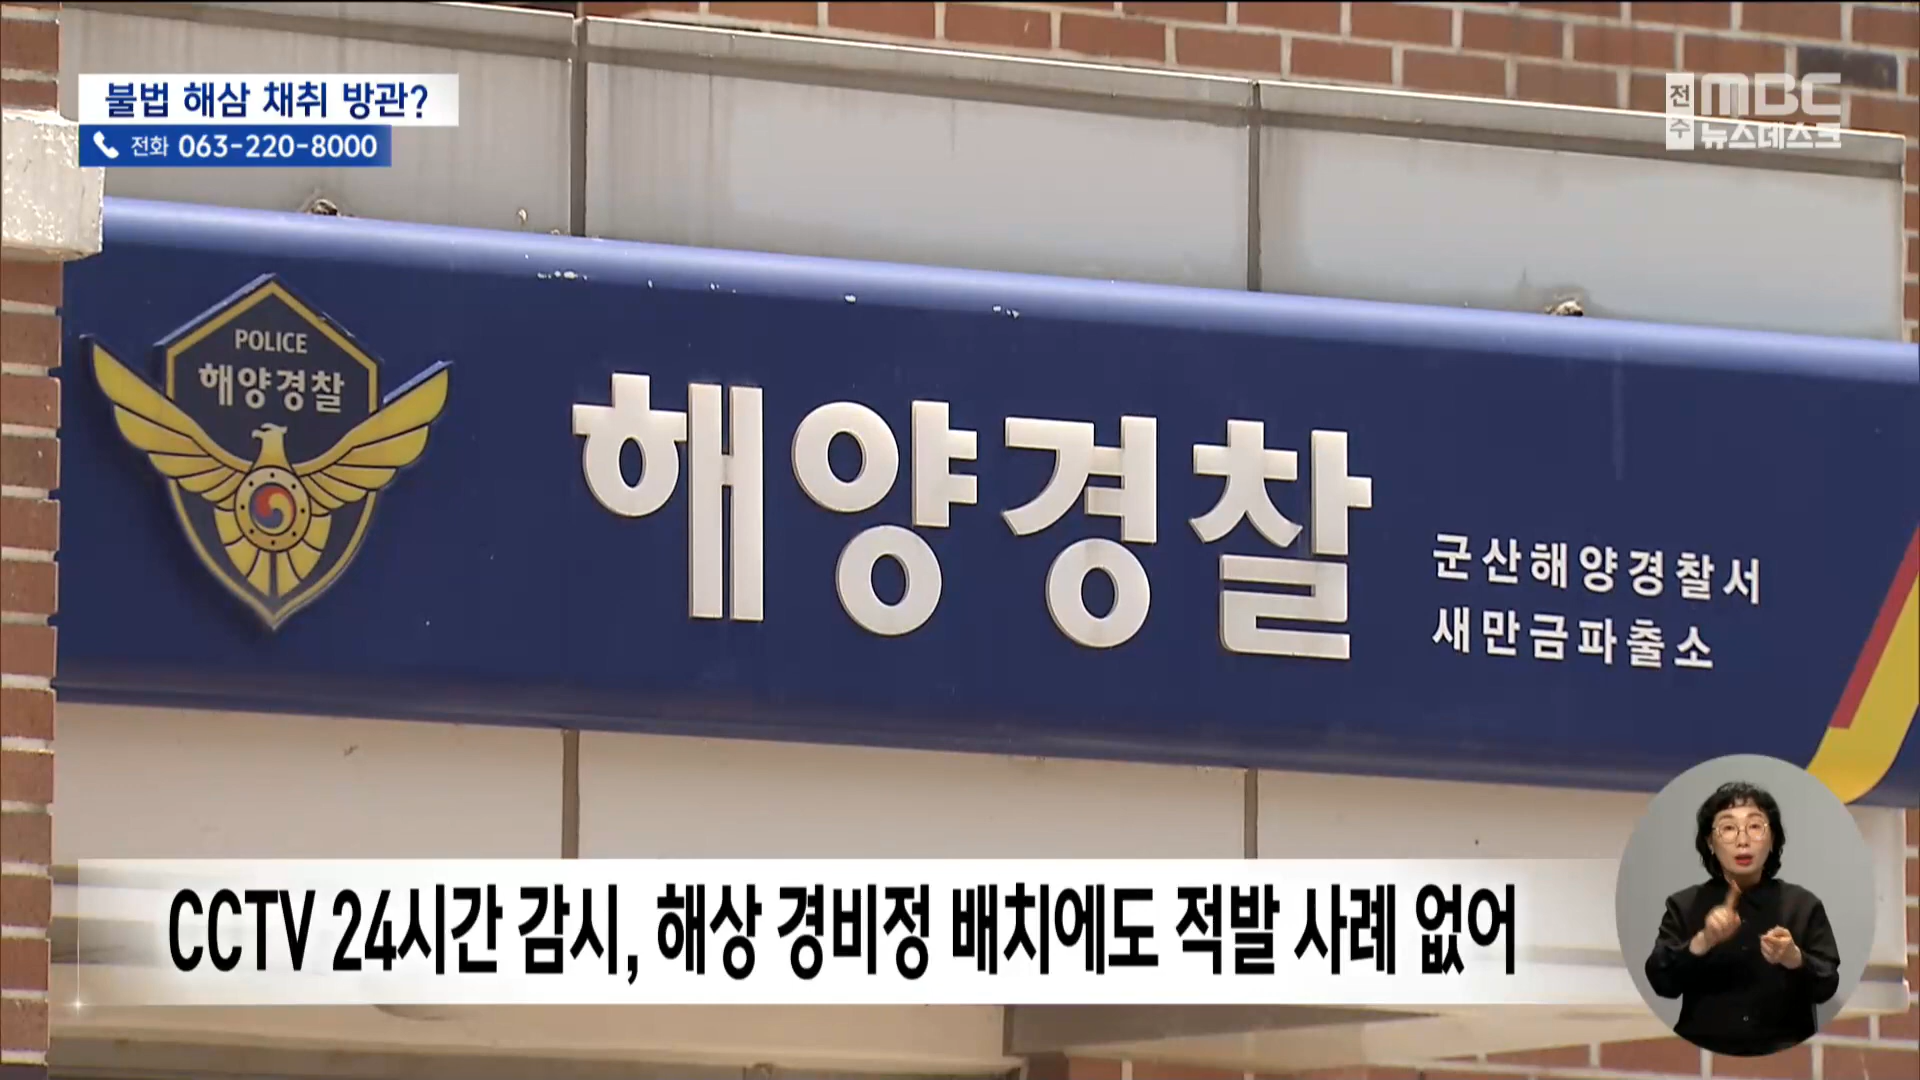 불법 해삼 채취 방관?
전화 063-220-8000
전주 MBC
뉴스데스크
POLICE
해양경찰
해양경찰
군산해양경찰서
새만금파출소
CCTV 24시간 감시, 해상 경비정 배치에도 적발 사례 없어